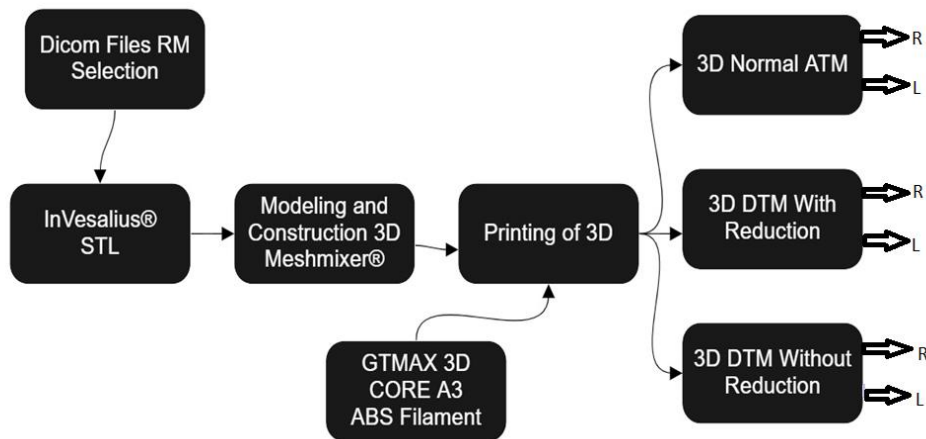 Dicom Files RM
Selection
InVesalius®
STL
Modeling and
Construction 3D
Meshmixer®
Printing of 3D
GTMAX 3D
CORE A3
ABS Filament
3D Normal ATM
R
L
3D DTM With
Reduction
R
L
3D DTM Without
Reduction
R
L